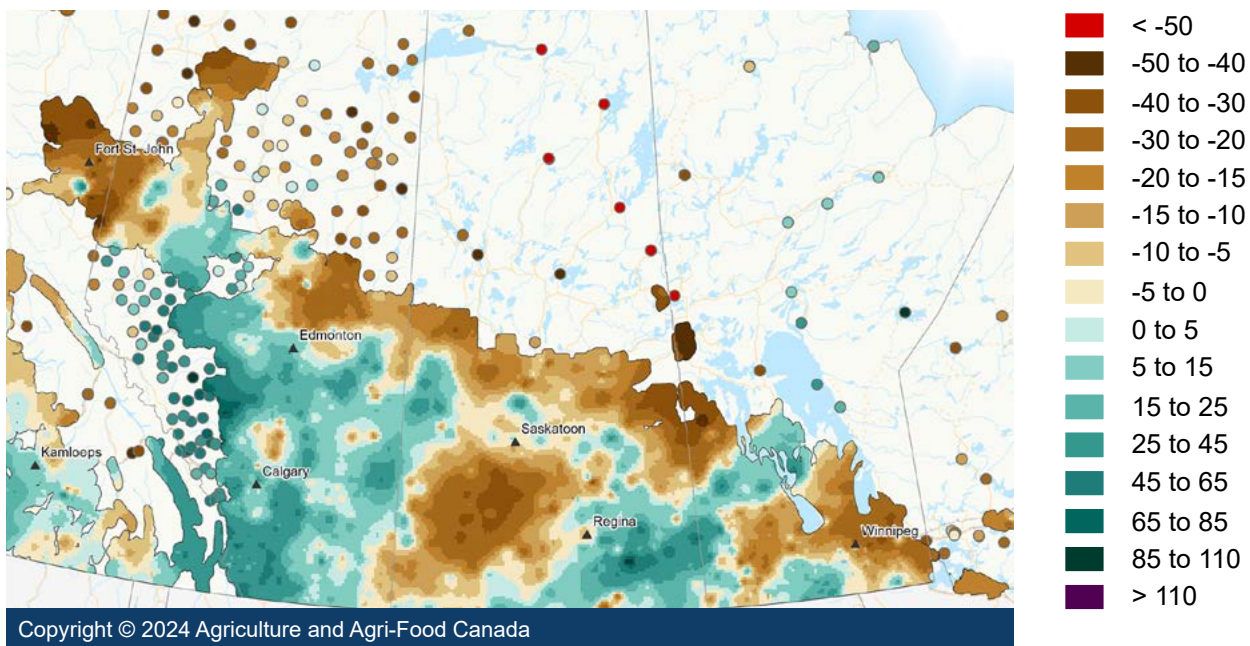 Fort St. John
Edmonton
Saskatoon
Kamloops
Calgary
Regina
Winnipeg
Copyright © 2024 Agriculture and Agri-Food Canada
< -50
-50 to -40
-40 to -30
-30 to -20
-20 to -15
-15 to -10
-10 to -5
-5 to 0
0 to 5
5 to 15
15 to 25
25 to 45
45 to 65
65 to 85
85 to 110
> 110